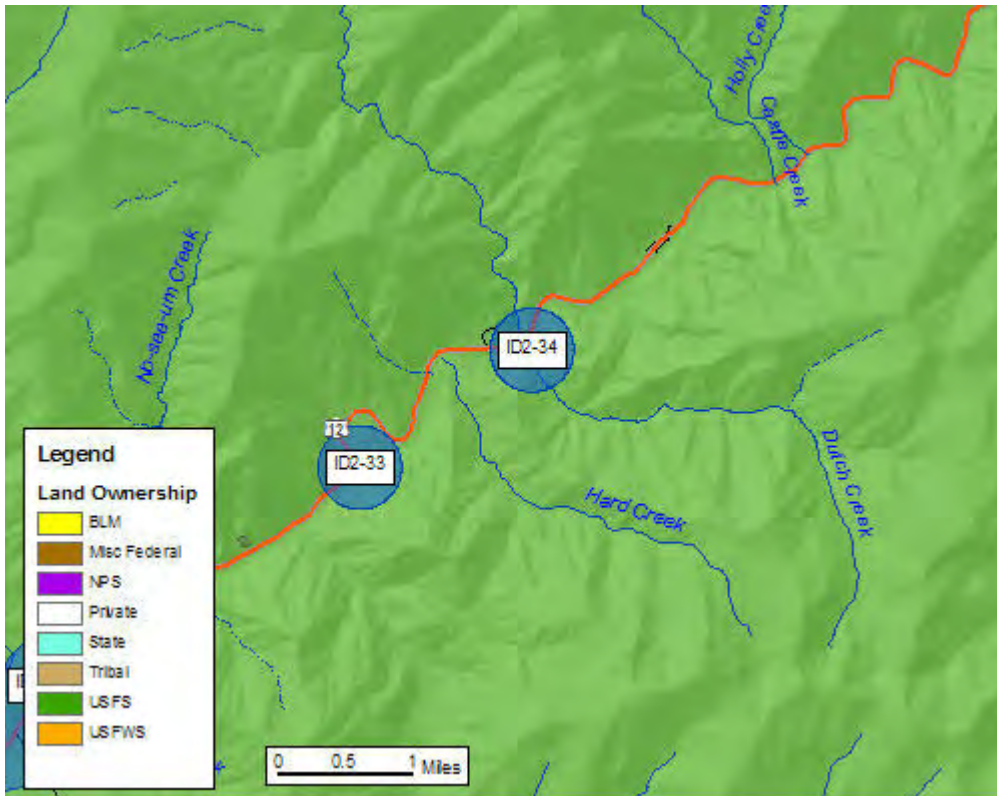 Holly Cree
Castle Creek
No-see-um Creek
ID2-34
12
ID2-33
Dutch Creek
Hard Creek
Legend
Land Ownership
BLM
Misc Federal
NPS
Private
State
Tribal
USFS
USFWS
0 0.5 1 Miles